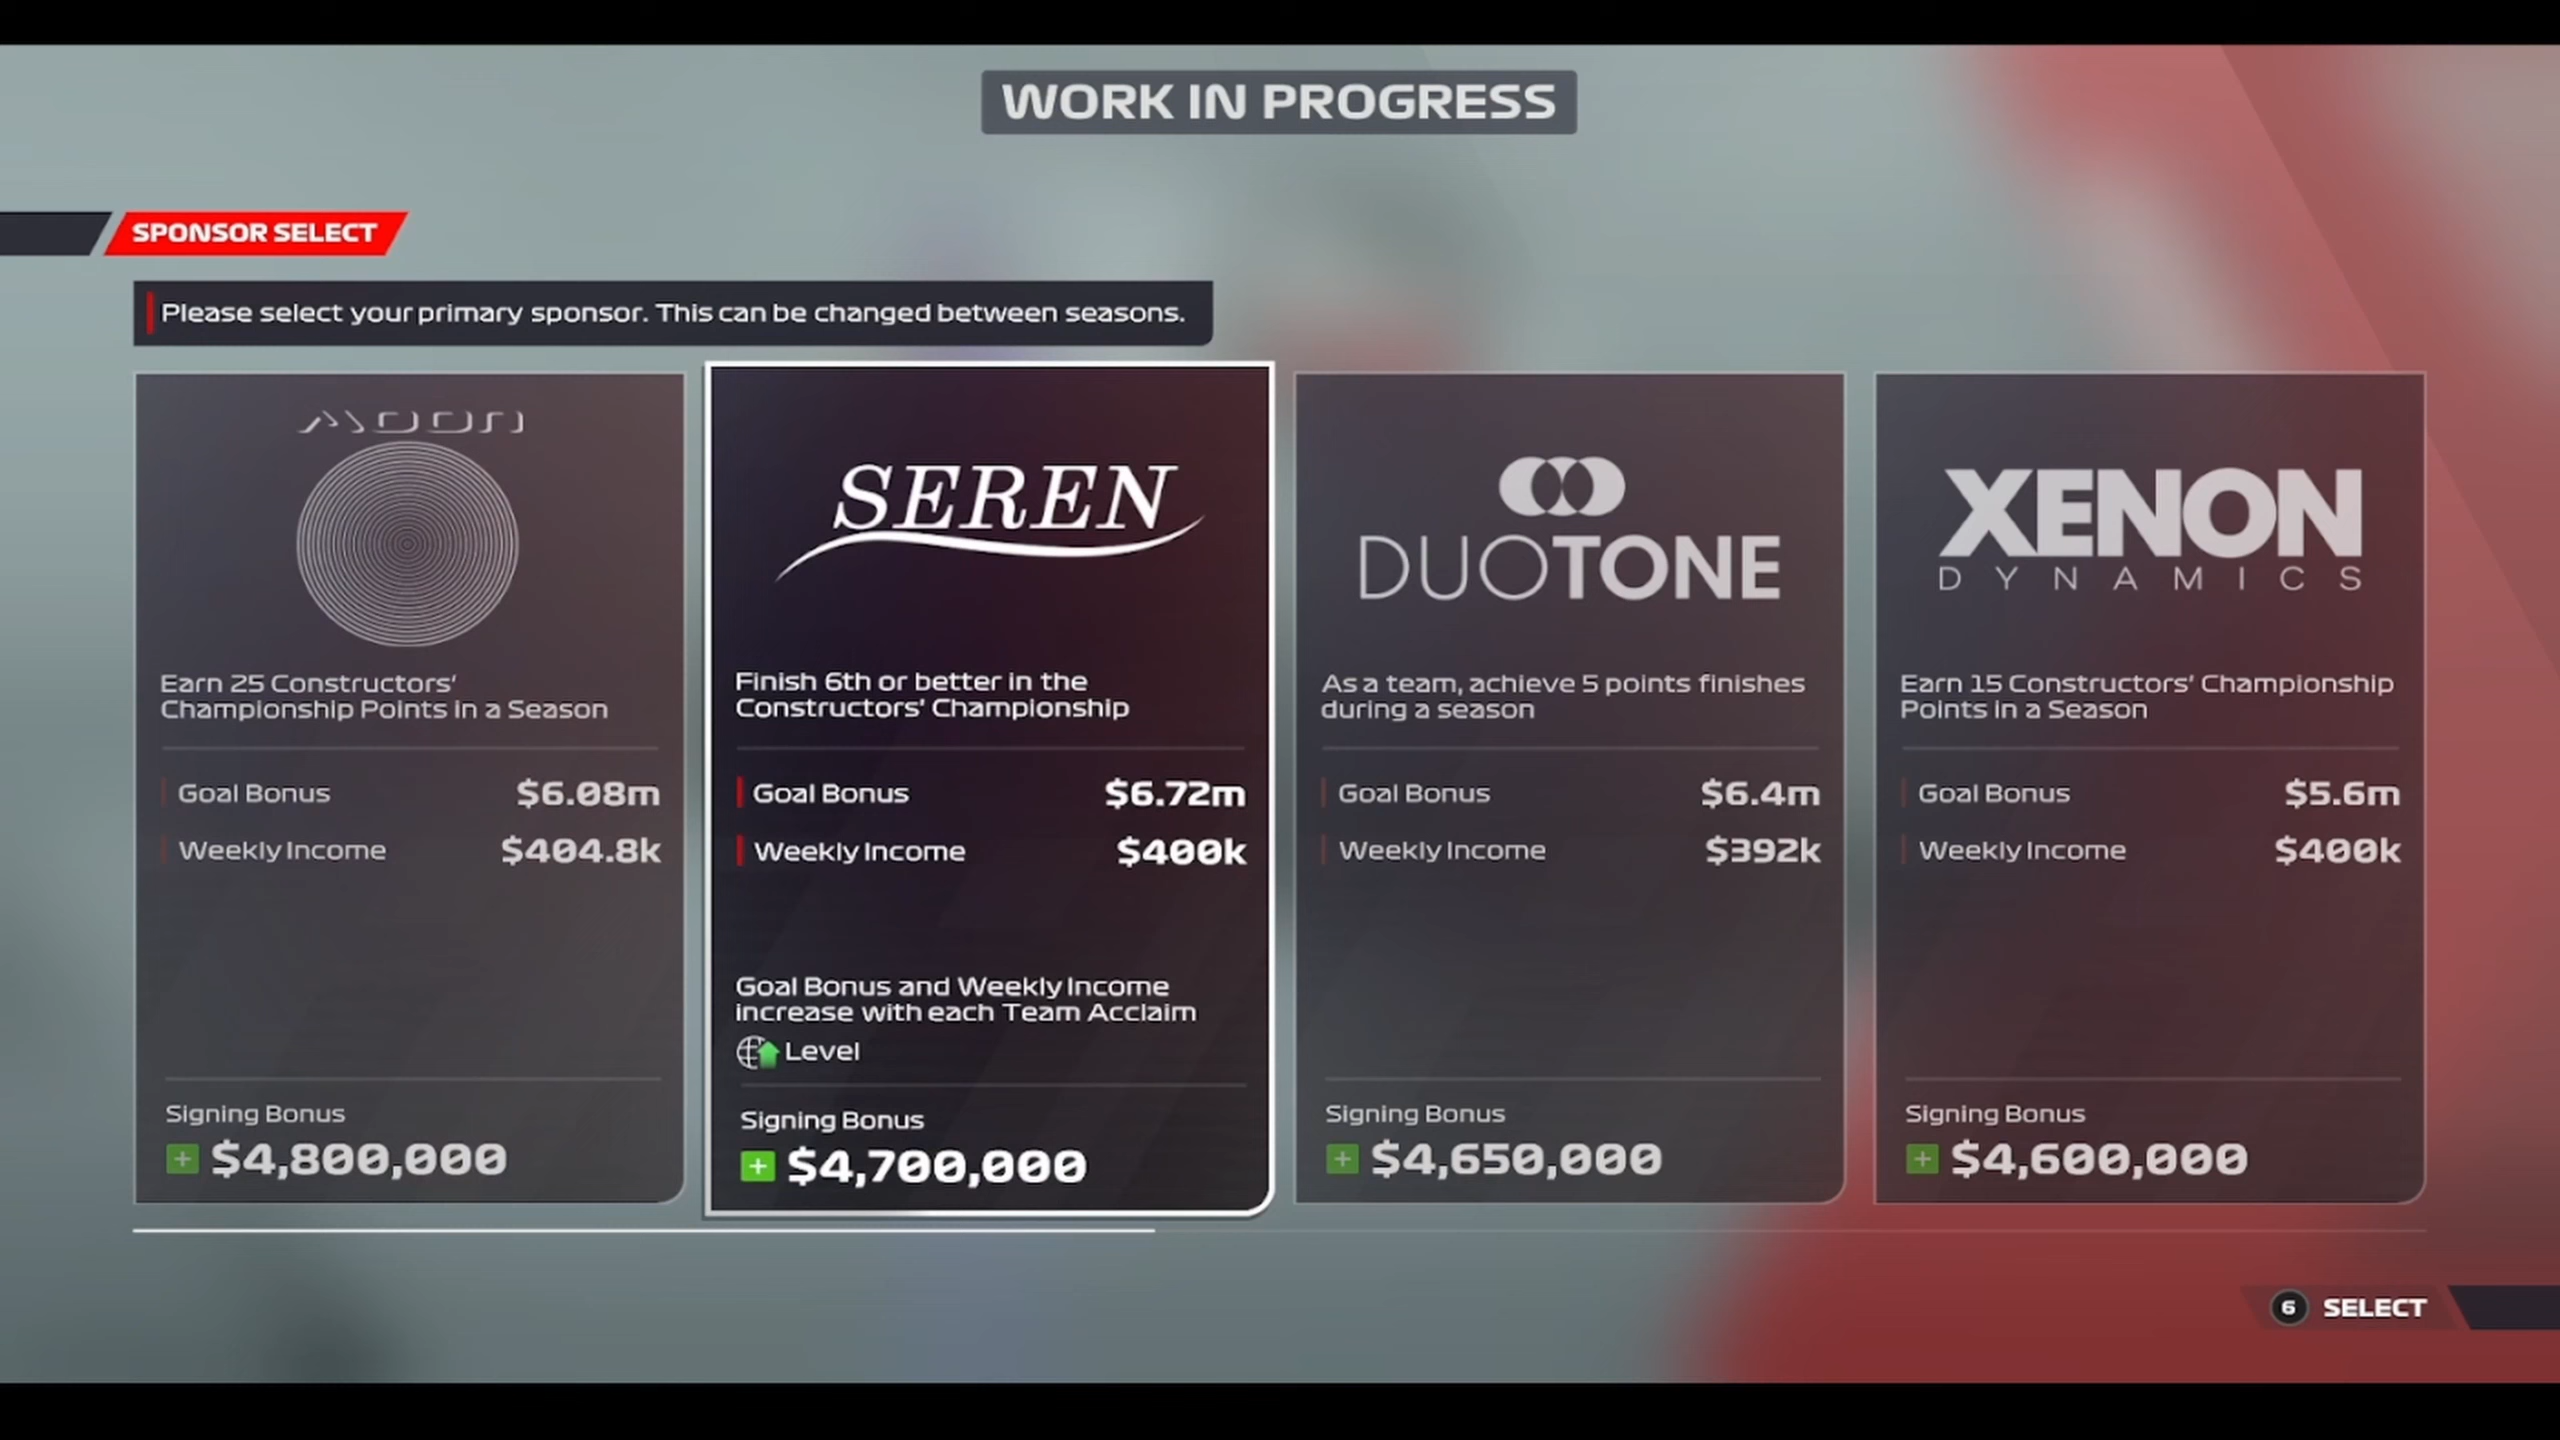 WORK IN PROGRESS
SPONSOR SELECT
Please select your primary sponsor. This can be changed between seasons.
MOON
Earn 25 Constructors'
Championship Points in a Season
Goal Bonus $6.08m
Weekly Income $404.8k
Signing Bonus
+ $4,800,000
SEREN
Finish 6th or better in the
Constructors' Championship
Goal Bonus $6.72m
Weekly Income $400k
Goal Bonus and Weekly Income
increase with each Team Acclaim
Level
Signing Bonus
+ $4,700,000
DUOTONE
As a team, achieve 5 points finishes
during a season
Goal Bonus $6.4m
Weekly Income $392k
Signing Bonus
+ $4,650,000
XENON
DYNAMICS
Earn 15 Constructors' Championship
Points in a Season
Goal Bonus $5.6m
Weekly Income $400k
Signing Bonus
+ $4,600,000
6 SELECT